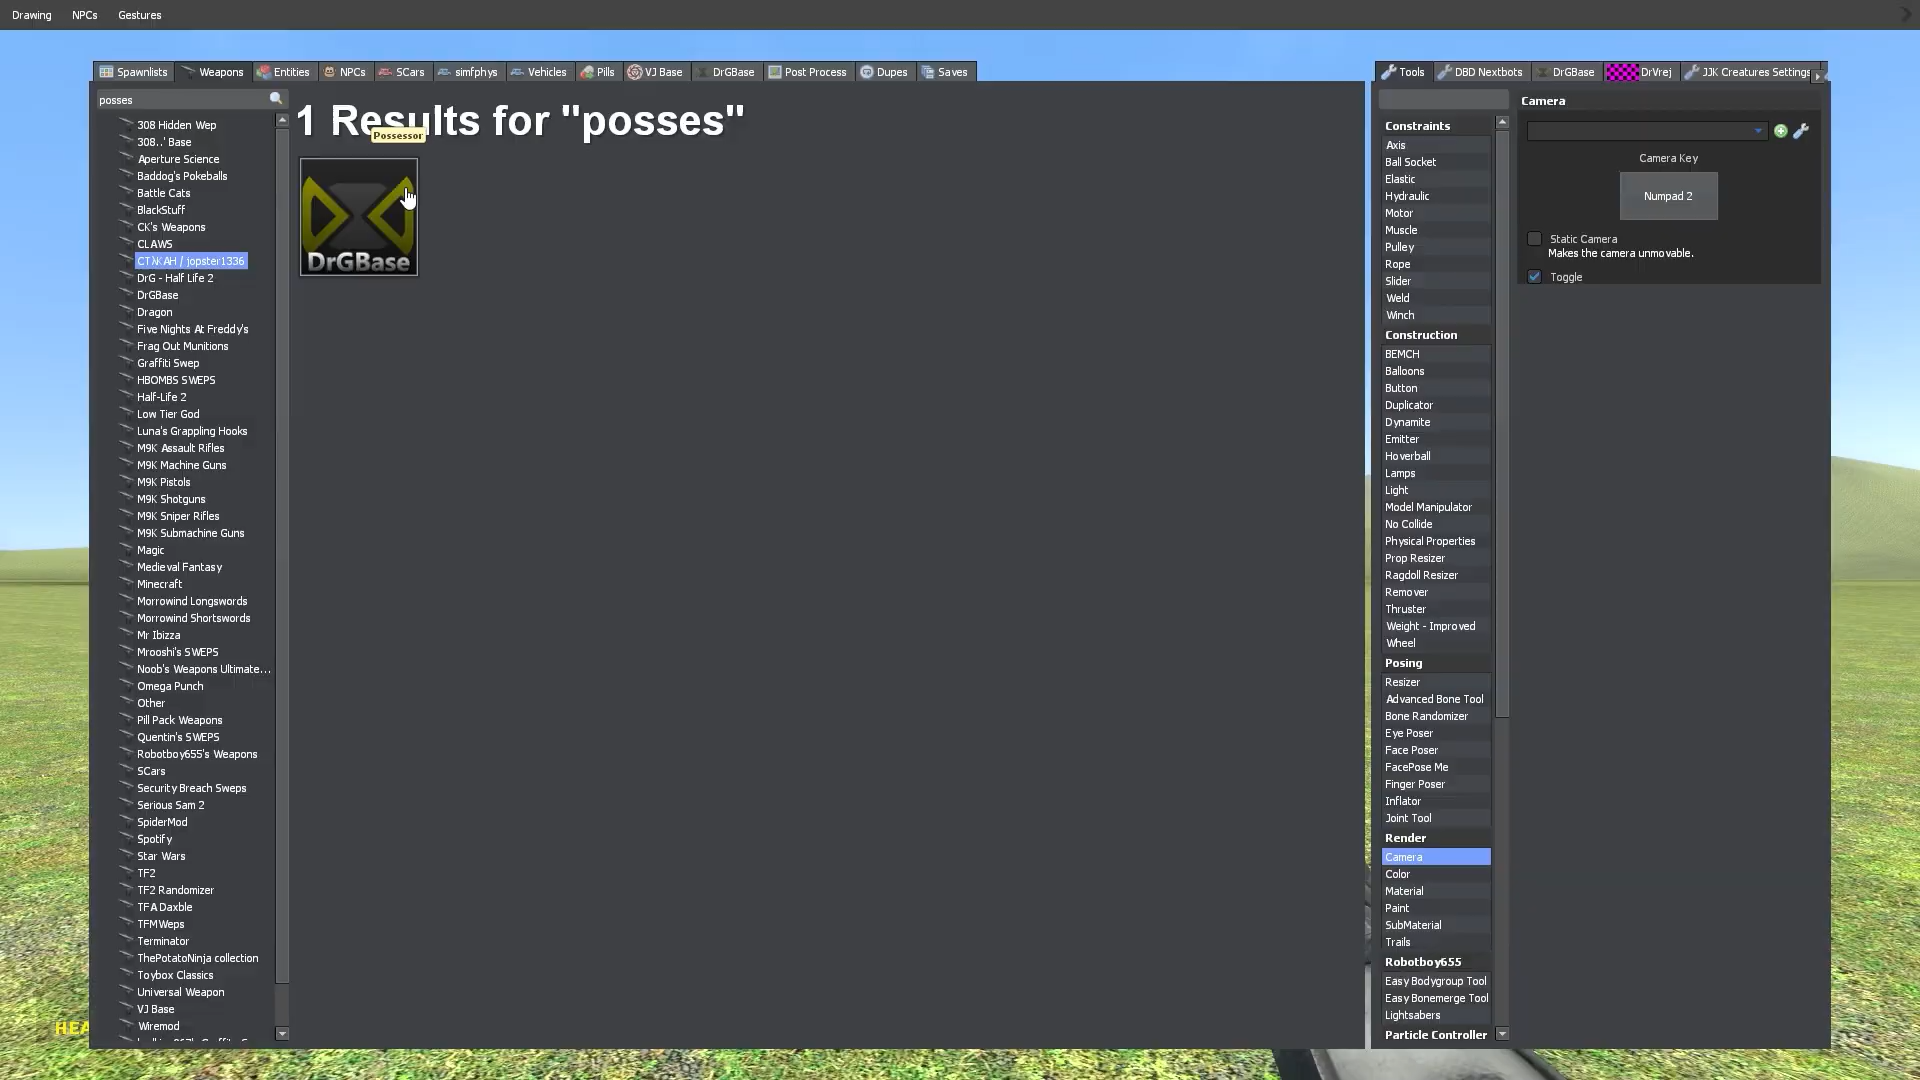 Drawing NPCs Gestures
Spawnlists Weapons Entities NPCs SCars simfphys Vehicles Pills VJ Base DrGBase Post Process Dupes Saves
posses
308 Hidden Wep
308..' Base
Aperture Science
Baddog's Pokeballs
Battle Cats
BlackStuff
CK's Weapons
CLAWS
jopster1336
DrG - Half Life 2
DrGBase
Dragon
Five Nights At Freddy's
Frag Out Munitions
Graffiti Swep
HBOMBS SWEPS
Half-Life 2
Low Tier God
Luna's Grappling Hooks
M9K Assault Rifles
M9K Machine Guns
M9K Pistols
M9K Shotguns
M9K Sniper Rifles
M9K Submachine Guns
Magic
Medieval Fantasy
Minecraft
Morrowind Longswords
Morrowind Shortswords
Mr Ibizza
Mrooshi's SWEPS
Noob's Weapons Ultimate...
Omega Punch
Other
Pill Pack Weapons
Quentin's SWEPS
Robotboy655's Weapons
SCars
Security Breach Sweps
Serious Sam 2
SpiderMod
Spotify
Star Wars
TF2
TF2 Randomizer
TFA Daxble
TFMWeps
Terminator
ThePotatoNinja collection
Toybox Classics
Universal Weapon
VJ Base
Wiremod
HEA
1 Results for "posses"
Possessor
DrGBase
Tools DBD Nextbots DrGBase DrVrej JJK Creatures Settings
Constraints
Axis
Ball Socket
Elastic
Hydraulic
Motor
Muscle
Pulley
Rope
Slider
Weld
Winch
Construction
BEMCH
Balloons
Button
Duplicator
Dynamite
Emitter
Hoverball
Lamps
Light
Model Manipulator
No Collide
Physical Properties
Prop Resizer
Ragdoll Resizer
Remover
Thruster
Weight - Improved
Wheel
Posing
Resizer
Advanced Bone Tool
Bone Randomizer
Eye Poser
Face Poser
FacePose Me
Finger Poser
Inflator
Joint Tool
Render
Camera
Color
Material
Paint
SubMaterial
Trails
Robotboy655
Easy Bodygroup Tool
Easy Bonemerge Tool
Lightsabers
Particle Controller
Camera
Camera Key
Numpad 2
Static Camera
Makes the camera unmovable.
Toggle